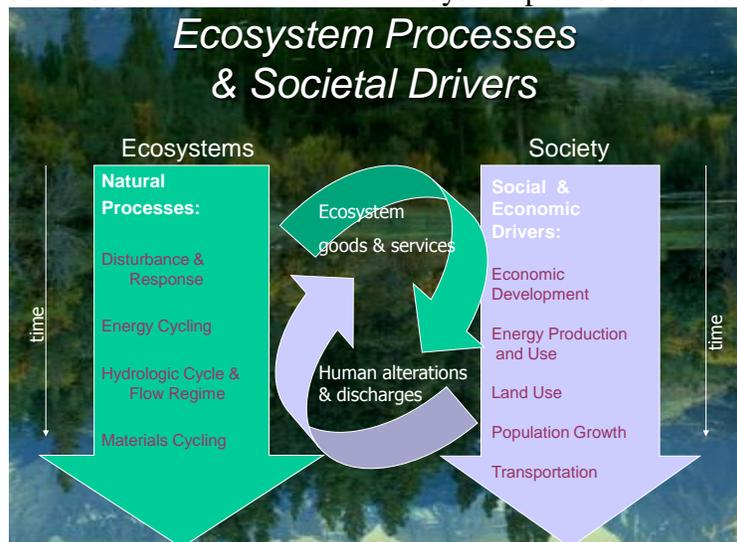 Ecosystem Processes
& Societal Drivers
Ecosystems
Society
time
Natural
Processes:
Disturbance &
Response
Energy Cycling
Hydrologic Cycle &
Flow Regime
Materials Cycling
Ecosystem
goods & services
Human alterations
& discharges
Social &
Economic
Drivers:
Economic
Development
Energy Production
and Use
Land Use
Population Growth
Transportation
time